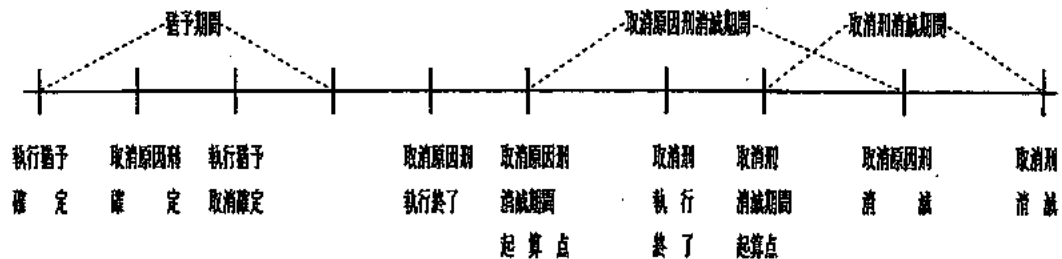 猶予期間
取消原因刑消滅期間
取消刑消滅期間
執行猶予
確定
取消原因刑
確定
執行猶予
取消確定
取消原因刑
執行終了
取消原因刑
消滅期間
起算点
取消刑
執行
終了
取消刑
消滅期間
起算点
取消原因刑
消滅
取消刑
消滅